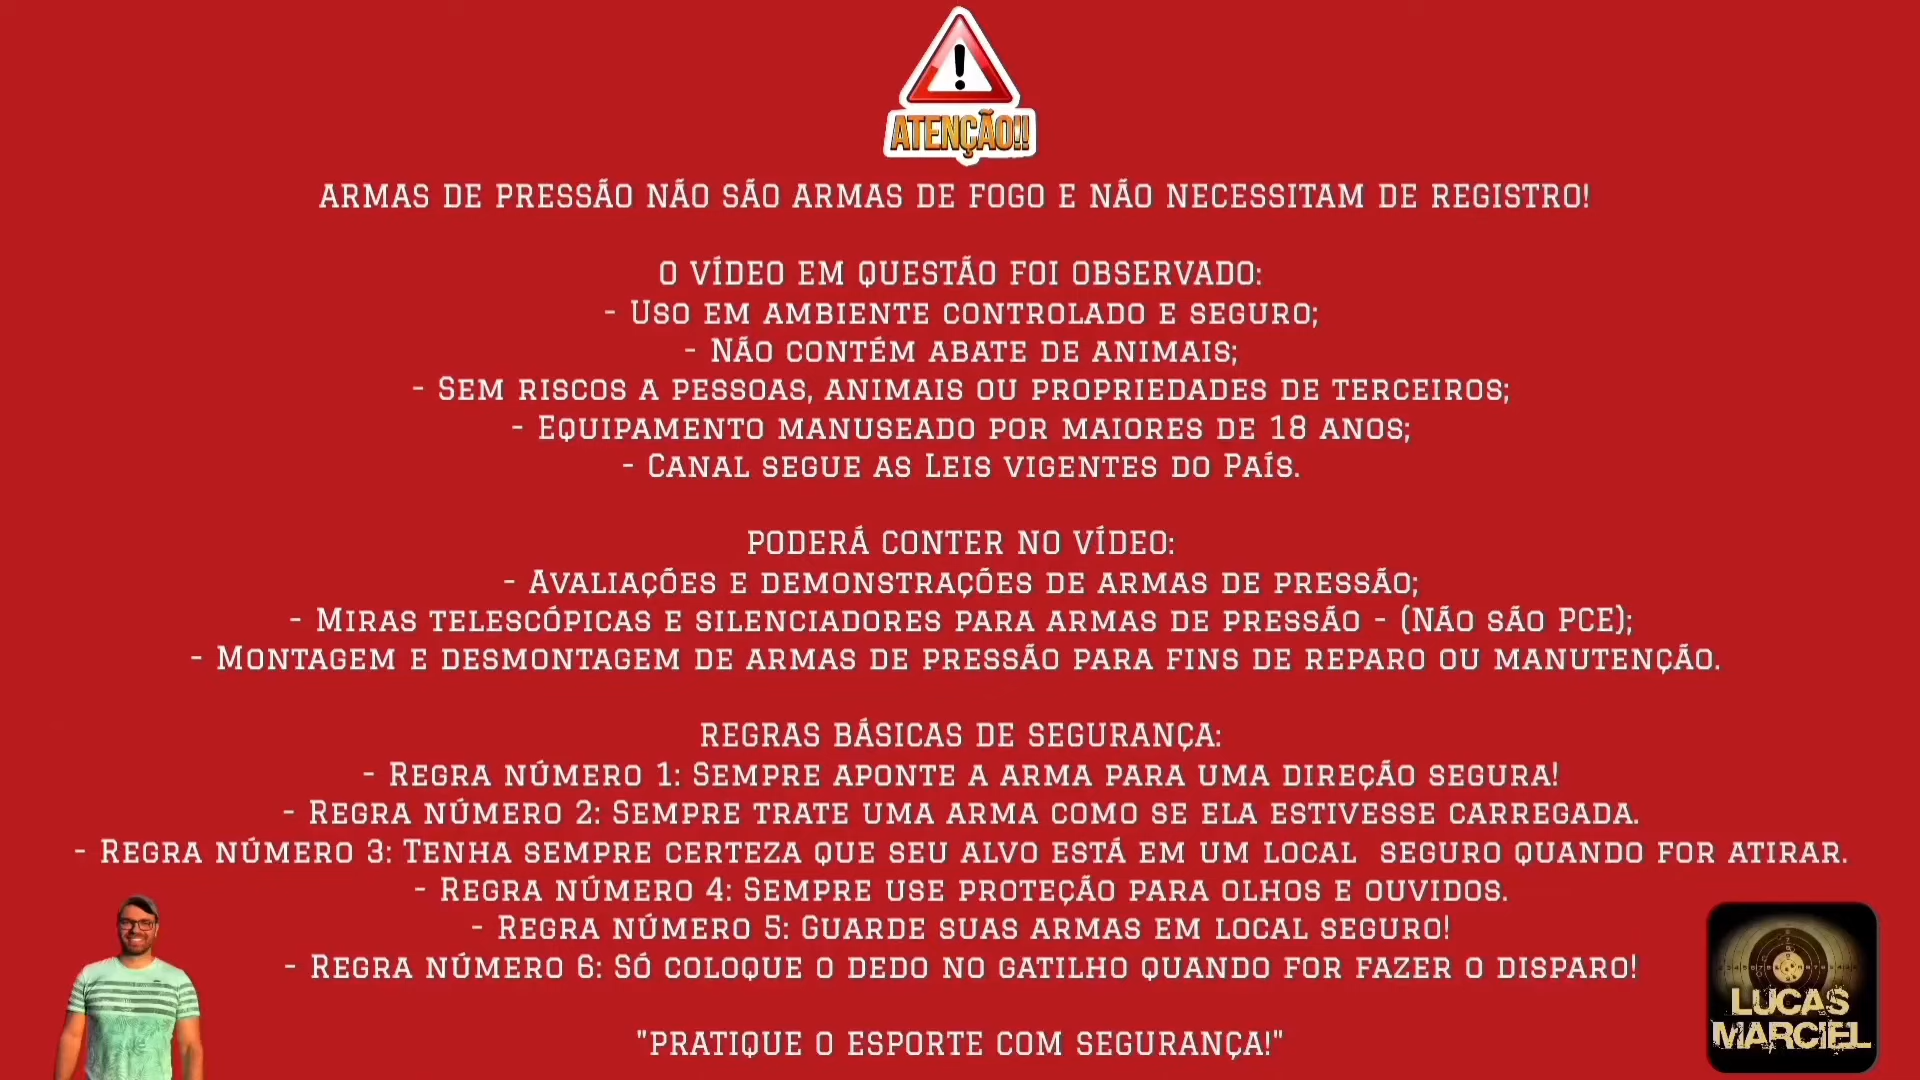 ATENÇÃO!!
ARMAS DE PRESSÃO NÃO SÃO ARMAS DE FOGO E NÃO NECESSITAM DE REGISTRO!
O VÍDEO EM QUESTÃO FOI OBSERVADO:
- Uso em ambiente controlado e seguro;
- Não contém abate de animais;
- Sem riscos a pessoas, animais ou propriedades de terceiros;
- Equipamento manuseado por maiores de 18 anos;
- Canal segue as Leis vigentes do País.
PODERÁ CONTER NO VÍDEO:
- Avaliações e demonstrações de armas de pressão;
- Miras telescópicas e silenciadores para armas de pressão - (Não são PCE);
- Montagem e desmontagem de armas de pressão para fins de reparo ou manutenção.
REGRAS BÁSICAS DE SEGURANÇA:
- Regra número 1: Sempre aponte a arma para uma direção segura!
- Regra número 2: Sempre trate uma arma como se ela estivesse carregada.
- Regra número 3: Tenha sempre certeza que seu alvo está em um local seguro quando for atirar.
- Regra número 4: Sempre use proteção para olhos e ouvidos.
- Regra número 5: Guarde suas armas em local seguro!
- Regra número 6: Só coloque o dedo no gatilho quando for fazer o disparo!
"PRATIQUE O ESPORTE COM SEGURANÇA!"
LUCAS
MARCIEL